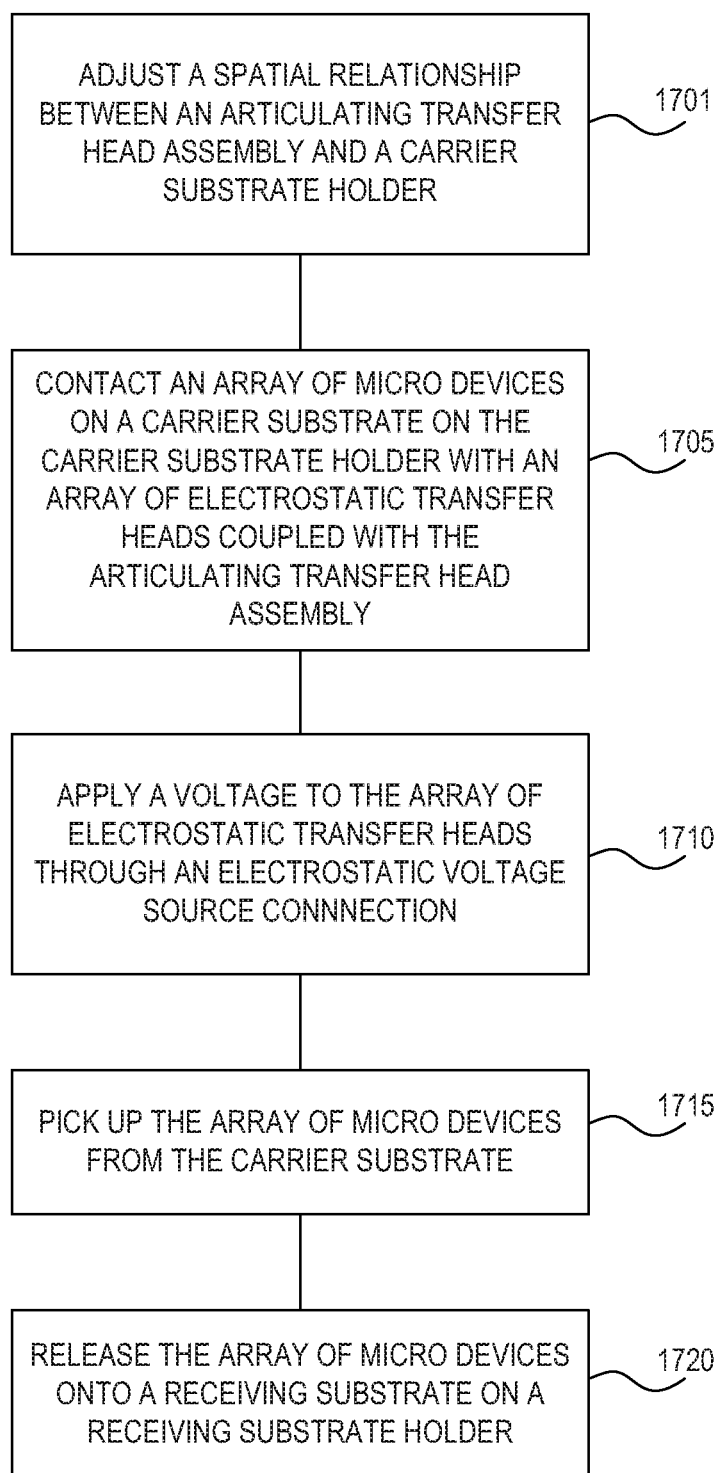 ADJUST A SPATIAL RELATIONSHIP
BETWEEN AN ARTICULATING TRANSFER
HEAD ASSEMBLY AND A CARRIER
SUBSTRATE HOLDER
1701
CONTACT AN ARRAY OF MICRO DEVICES
ON A CARRIER SUBSTRATE ON THE
CARRIER SUBSTRATE HOLDER WITH AN
ARRAY OF ELECTROSTATIC TRANSFER
HEADS COUPLED WITH THE
ARTICULATING TRANSFER HEAD
ASSEMBLY
1705
APPLY A VOLTAGE TO THE ARRAY OF
ELECTROSTATIC TRANSFER HEADS
THROUGH AN ELECTROSTATIC VOLTAGE
SOURCE CONNNECTION
1710
PICK UP THE ARRAY OF MICRO DEVICES
FROM THE CARRIER SUBSTRATE
1715
RELEASE THE ARRAY OF MICRO DEVICES
ONTO A RECEIVING SUBSTRATE ON A
RECEIVING SUBSTRATE HOLDER
1720